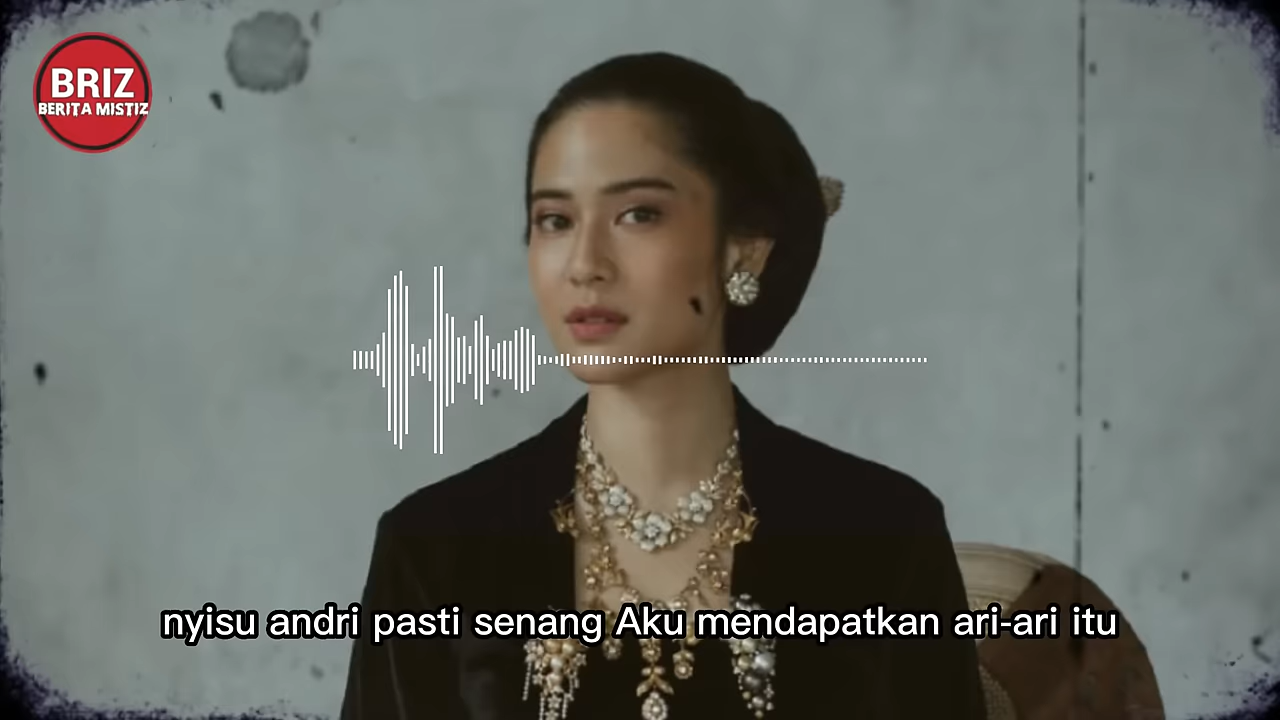 BRIZ
BERITA MISTIZ
nyisu andri pasti senang Aku mendapatkan ari-ari itu